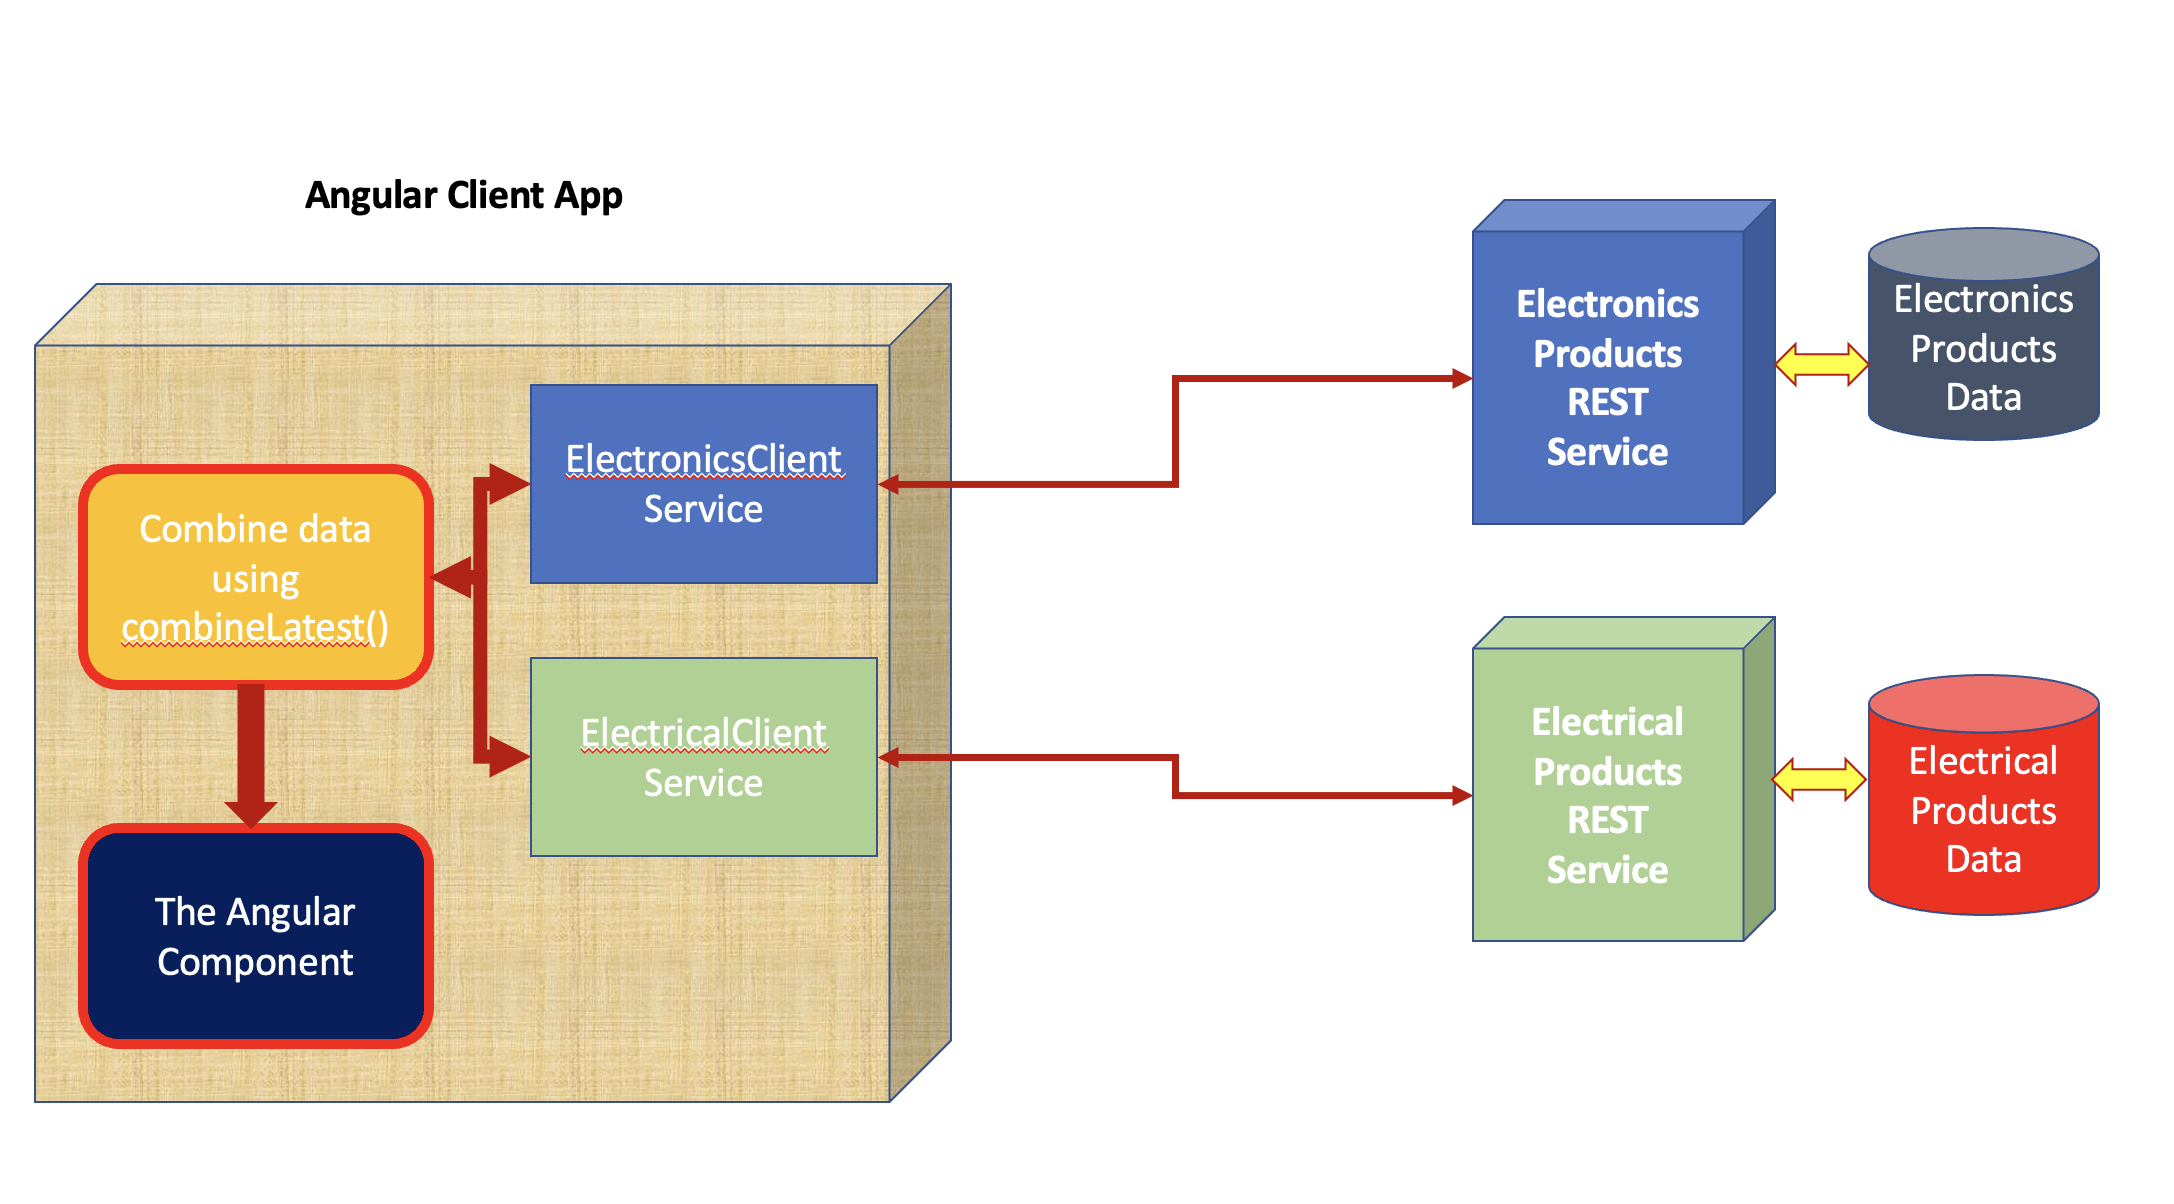 Angular Client App
Combine data
using
combineLatest()
The Angular
Component
ElectronicsClient
Service
ElectricalClient
Service
Electronics
Products
REST
Service
Electronics
Products
Data
Electrical
Products
REST
Service
Electrical
Products
Data